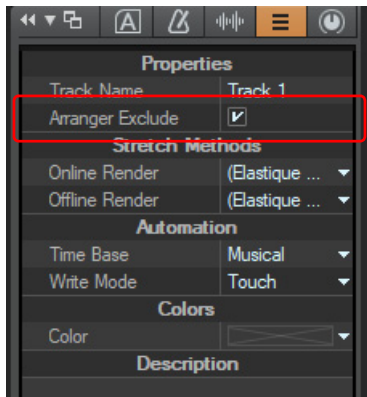 A
Properties
Track Name Track 1
Arranger Exclude
Stretch Methods
Online Render (Elastique ...
Offline Render (Elastique ...
Automation
Time Base Musical
Write Mode Touch
Colors
Color
Description